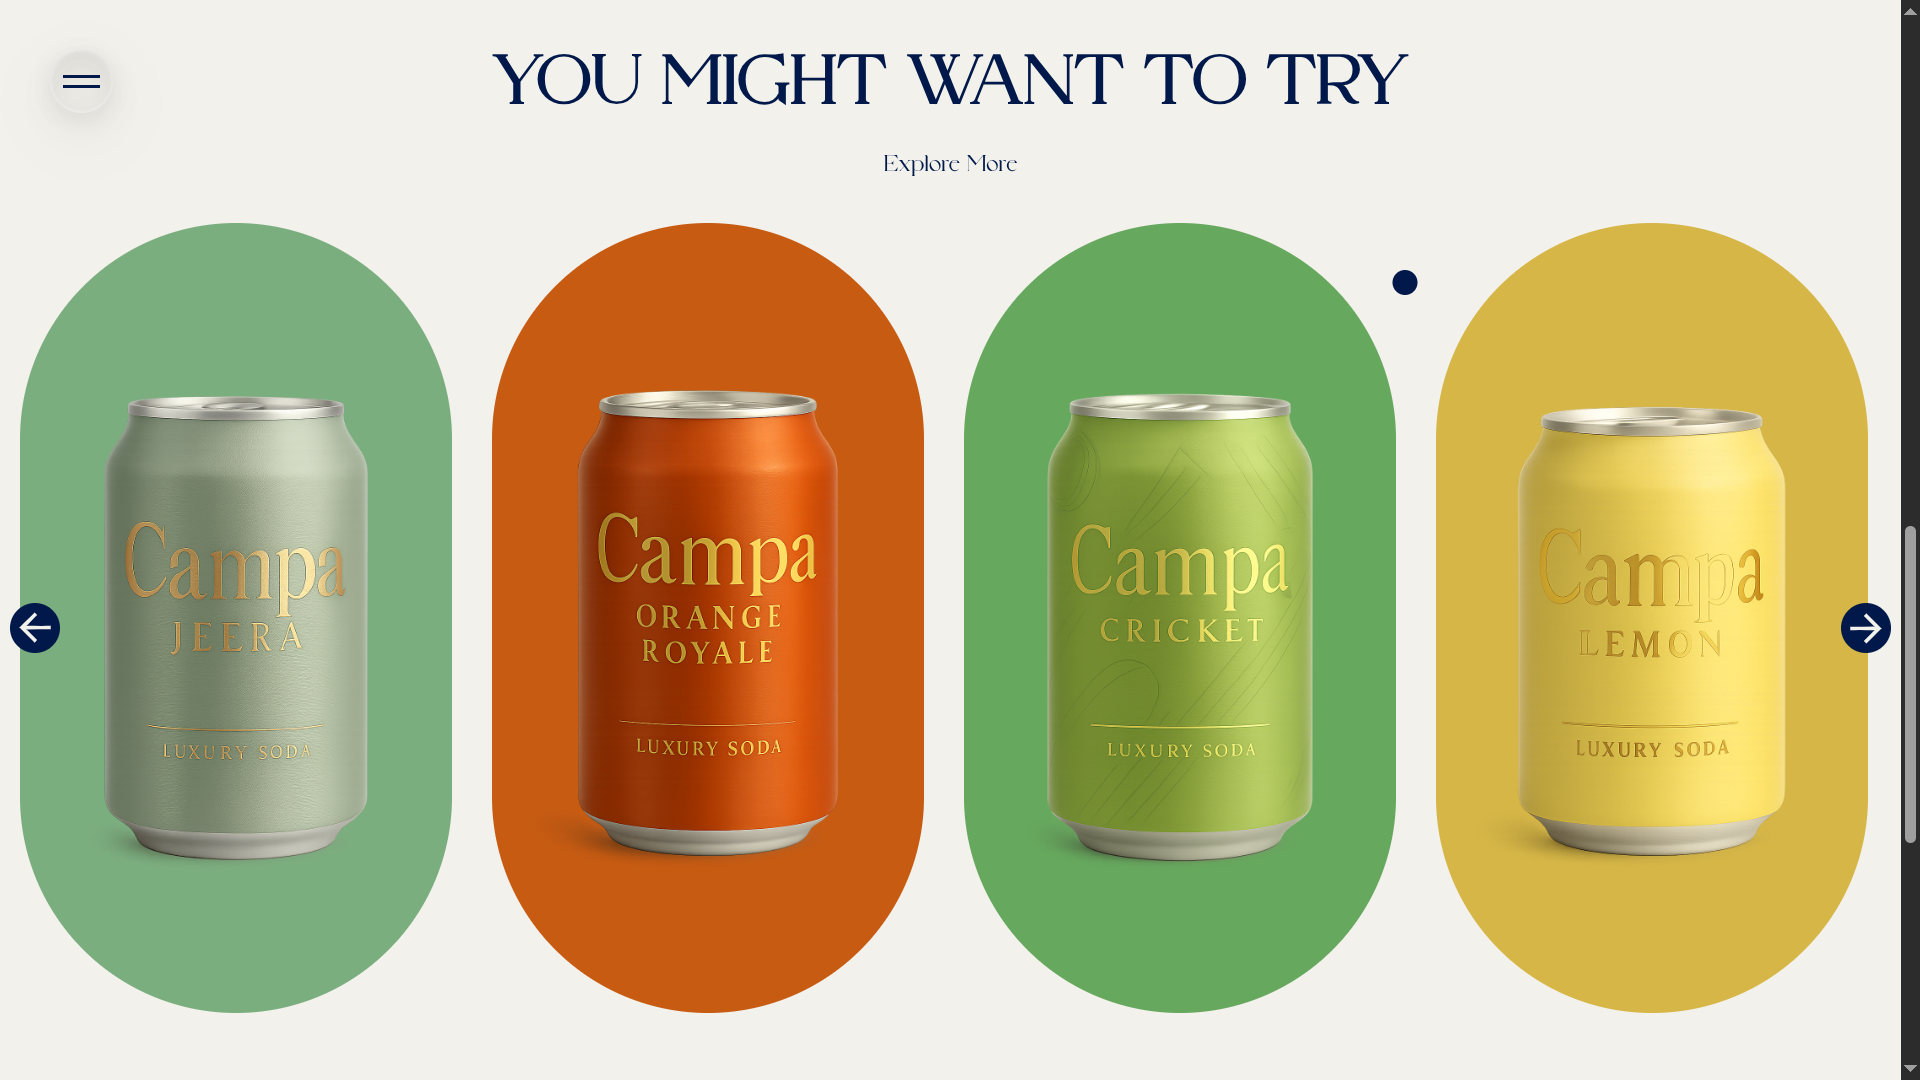 YOU MIGHT WANT TO TRY
Explore More
Campa
JEERA
LUXURY SODA
Campa
ORANGE
ROYALE
LUXURY SODA
Campa
CRICKET
LUXURY SODA
Campa
LEMON
LUXURY SODA